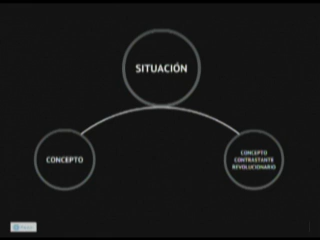 SITUACIÓN
CONCEPTO
CONCEPTO
CONTRASTANTE
REVOLUCIONARIO